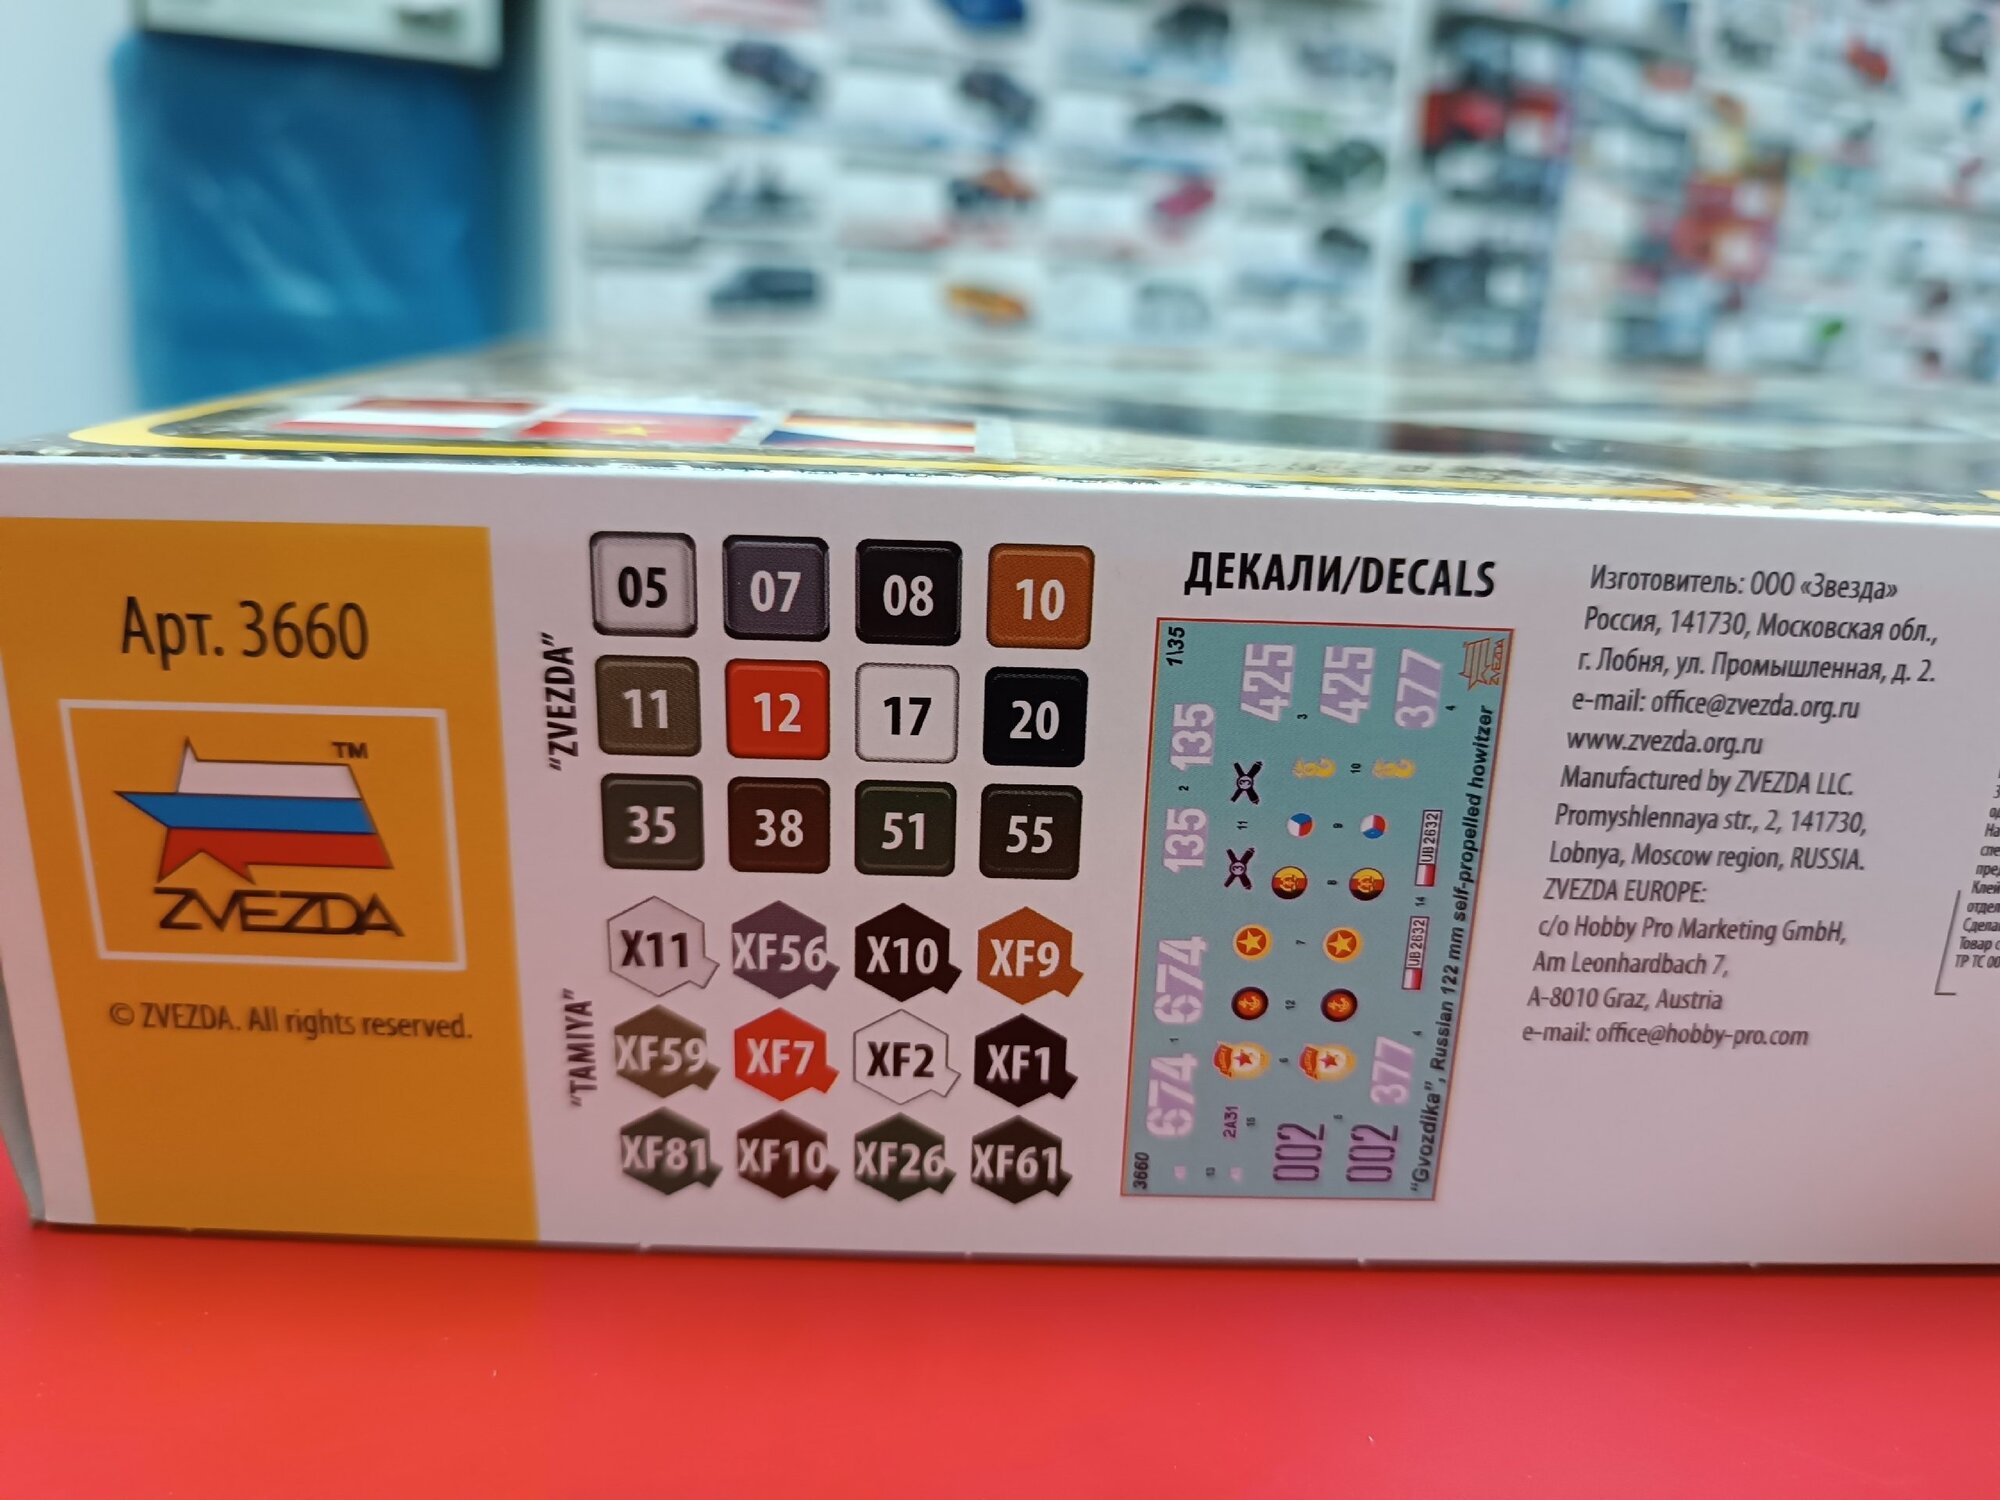 Арт. 3660
TM
ZVEZDA
© ZVEZDA. All rights reserved.
"ZVEZDA"
05 07 08 10
11 12 17 20
35 38 51 55
"TAMIYA"
X11 XF56 X10 XF9
XF59 XF7 XF2 XF1
XF81 XF10 XF26 XF61
ДЕКАЛИ/DECALS
1\35
ZVEZDA
425 425 377
135
135
674
674
377
002 002
2А31
UB2632
UB2632
3660
"Gvozdika", Russian 122 mm self-propelled howitzer
Изготовитель: ООО «Звезда»
Россия, 141730, Московская обл.,
г. Лобня, ул. Промышленная, д. 2.
e-mail: office@zvezda.org.ru
www.zvezda.org.ru
Manufactured by ZVEZDA LLC.
Promyshlennaya str., 2, 141730,
Lobnya, Moscow region, RUSSIA.
ZVEZDA EUROPE:
c/o Hobby Pro Marketing GmbH,
Am Leonhardbach 7,
A-8010 Graz, Austria
e-mail: office@hobby-pro.com